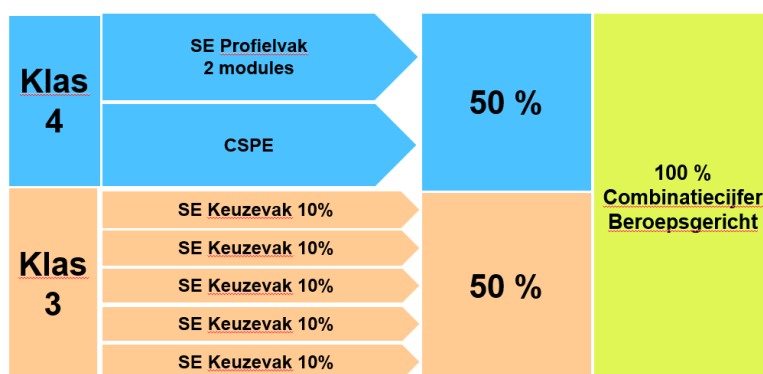 Klas
4
SE Profielvak
2 modules
CSPE
50 %
Klas
3
SE Keuzevak 10%
SE Keuzevak 10%
SE Keuzevak 10%
SE Keuzevak 10%
SE Keuzevak 10%
50 %
100 %
Combinatiecijfer
Beroepsgericht